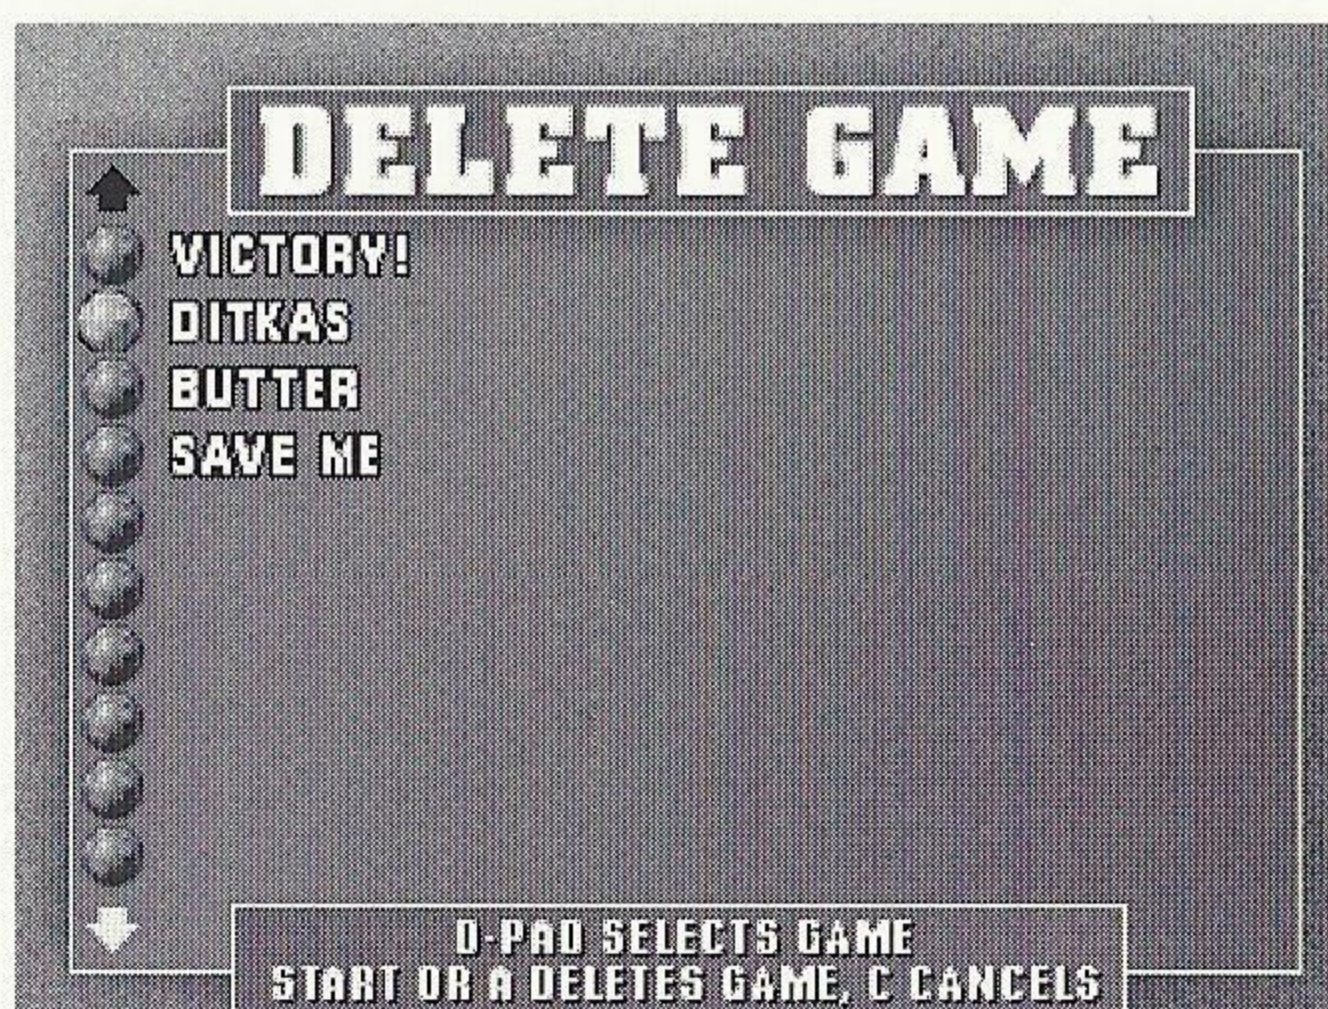 DELETE GAME
VICTORY!
DITKAS
BUTTER
SAVE ME
D-PAD SELECTS GAME
START OR A DELETES GAME, C CANCELS